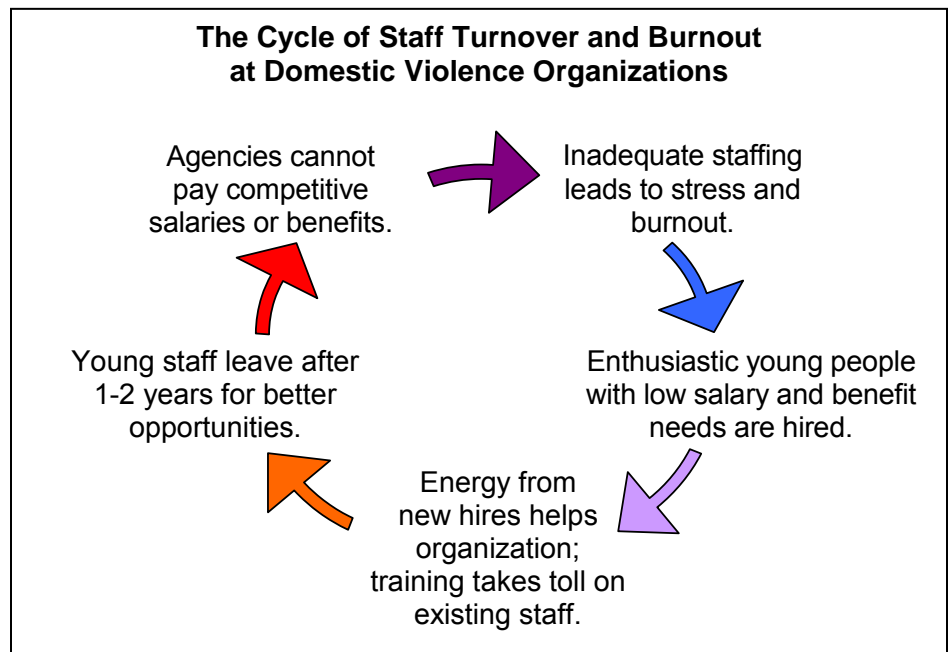 The Cycle of Staff Turnover and Burnout
at Domestic Violence Organizations
Agencies cannot
pay competitive
salaries or benefits.
Inadequate staffing
leads to stress and
burnout.
Enthusiastic young people
with low salary and benefit
needs are hired.
Energy from
new hires helps
organization;
training takes toll on
existing staff.
Young staff leave after
1-2 years for better
opportunities.